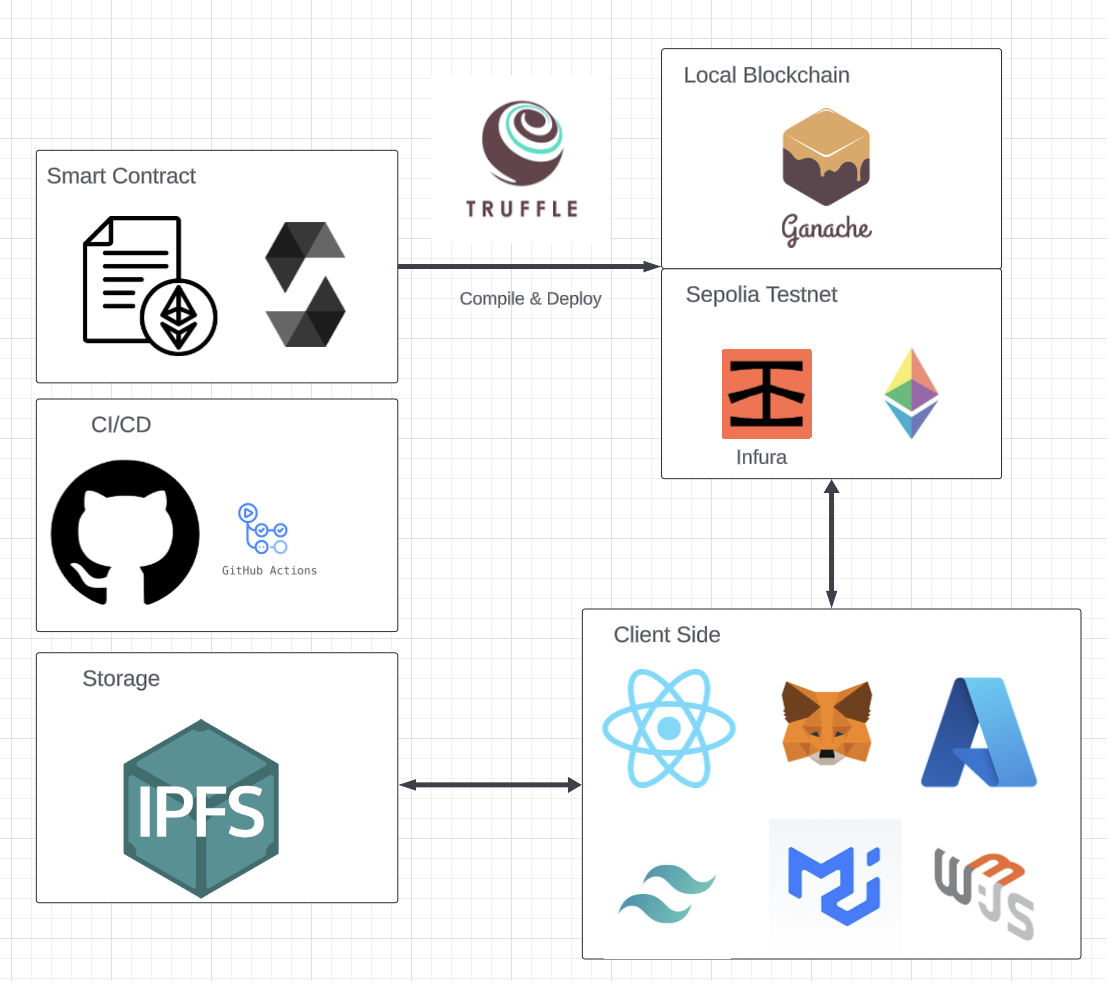 Local Blockchain
Ganache
TRUFFLE
Smart Contract
Compile & Deploy
Sepolia Testnet
Infura
CI/CD
GitHub Actions
Storage
IPFS
Client Side
W3JS